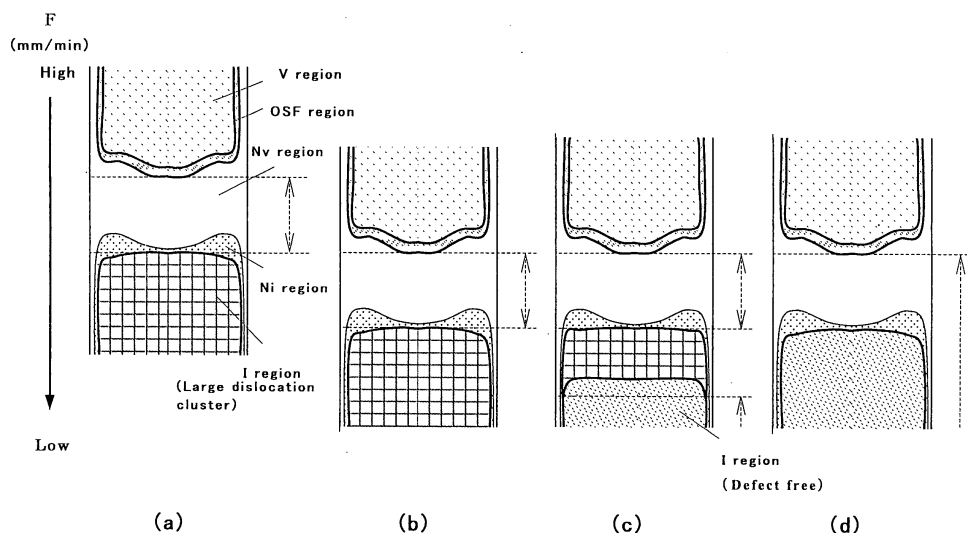 F
(mm/min)
High
V region
OSF region
Nv region
Ni region
I region
(Large dislocation
cluster)
Low
I region
(Defect free)
(a)
(b)
(c)
(d)